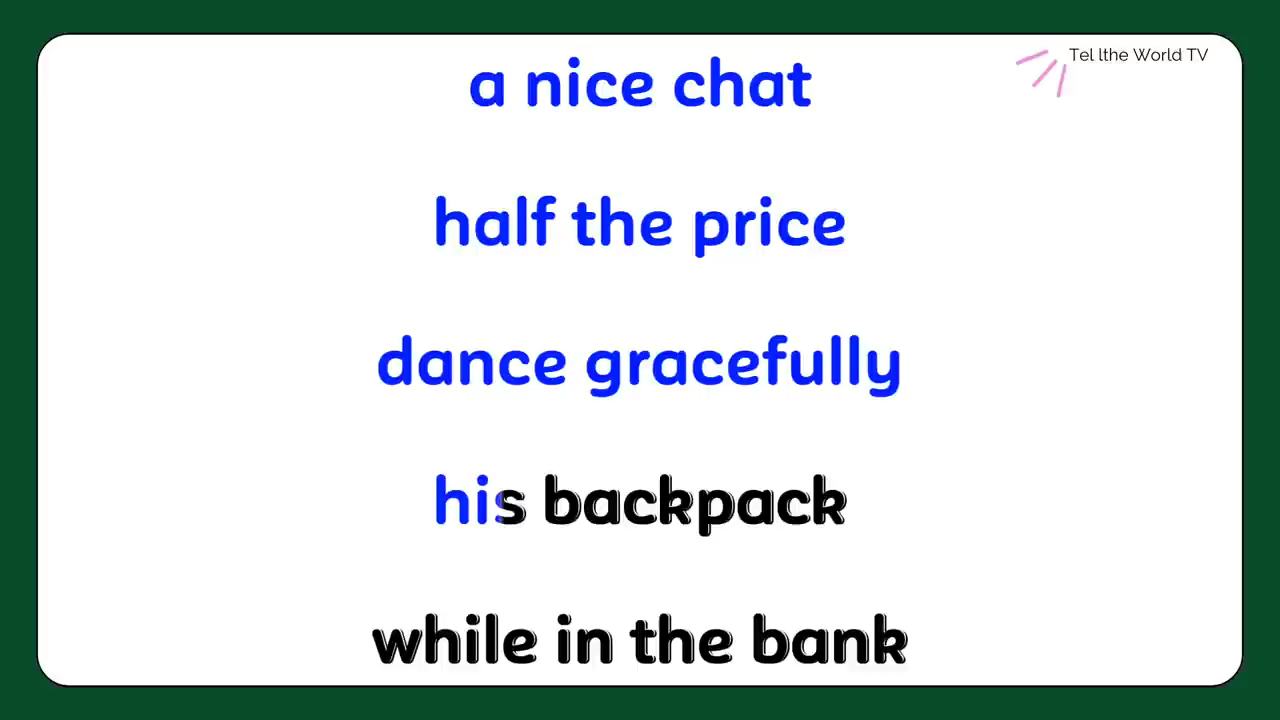 Tel lthe World TV
a nice chat
half the price
dance gracefully
his backpack
while in the bank